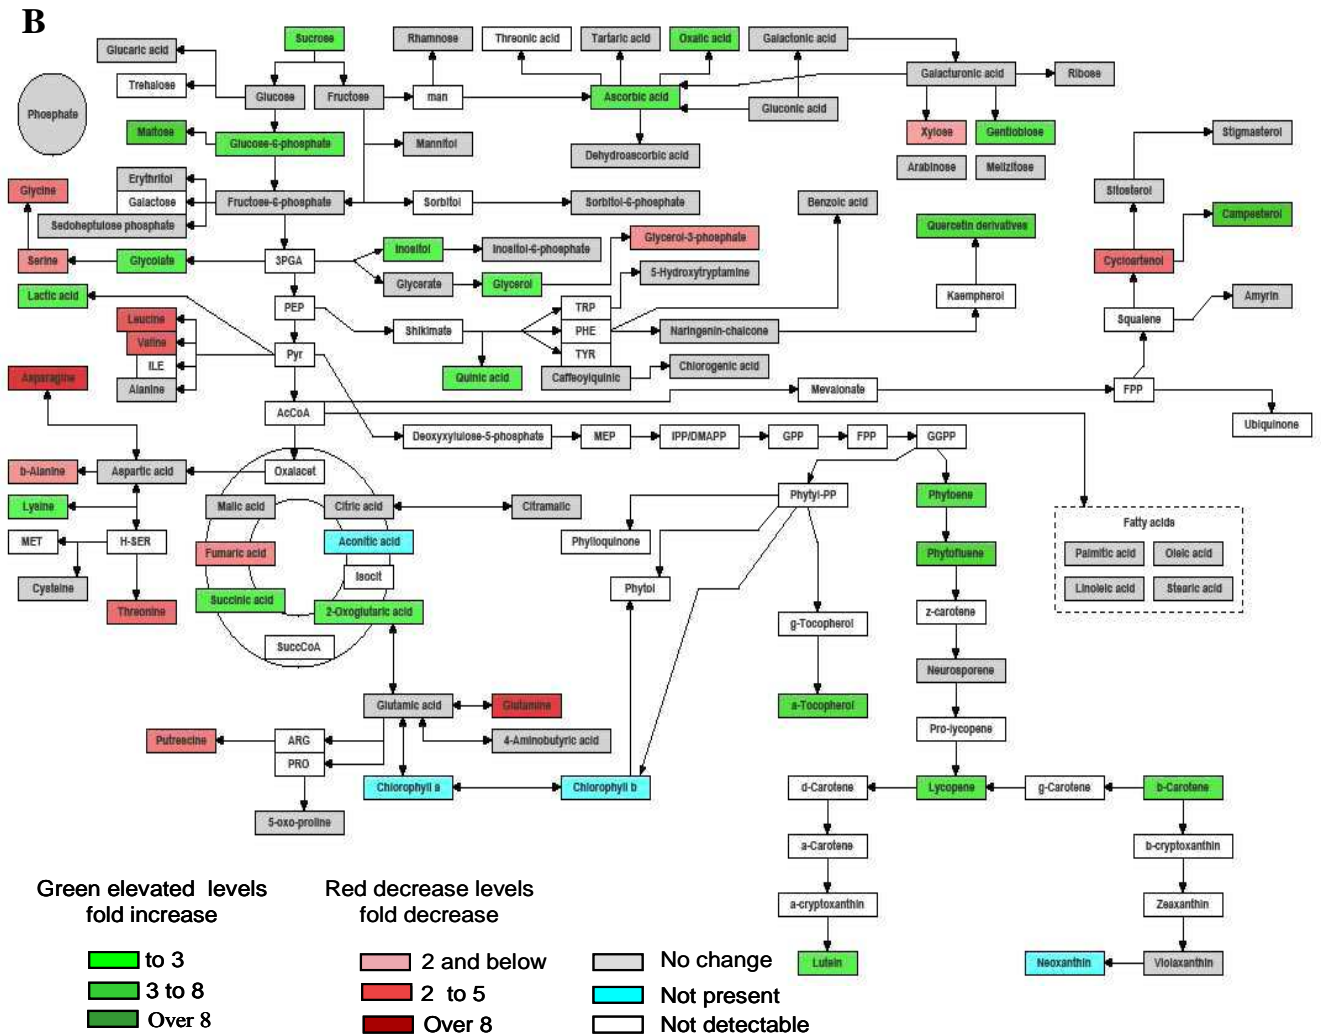 B
Sucrose
Rhamnose
Threonic acid
Tartaric acid
Oxalic acid
Galactonic acid
Glucaric acid
Trehalose
Glucose
Fructose
man
Ascorbic acid
Galacturonic acid
Ribose
Gluconic acid
Phosphate
Maltose
Glucose-6-phosphate
Mannitol
Dehydroascorbic acid
Xylose
Gentiobiose
Arabinose
Melizitose
Stigmasterol
Glycine
Erythritol
Galactose
Sedoheptulose phosphate
Fructose-6-phosphate
Sorbitol
Sorbitol-6-phosphate
Benzoic acid
Sitosterol
Campesterol
Quercetin derivatives
Serine
Glycolate
3PGA
Inositol
Inositol-6-phosphate
Glycerol-3-phosphate
Cycloartenol
Glycerate
Glycerol
5-Hydroxytryptamine
Lactic acid
PEP
Kaempherol
Amyrin
Leucine
Valine
ILE
Alanine
Shikimate
TRP
PHE
TYR
Naringenin-chalcone
Squalene
Pyr
Asparagine
Quinic acid
Caffeoylquinic
Chlorogenic acid
Mevalonate
FPP
AcCoA
Ubiquinone
Deoxyxylulose-5-phosphate
MEP
IPP/DMAPP
GPP
FPP
GGPP
b-Alanine
Aspartic acid
Oxalacet
Lysine
Malic acid
Citric acid
Citramalic
Phytyl-PP
Phytoene
Fatty acids
MET
H-SER
Fumaric acid
Aconitic acid
Phylloquinone
Phytofluene
Palmitic acid
Oleic acid
Cysteine
Isocit
Phytol
Linoleic acid
Stearic acid
Threonine
Succinic acid
2-Oxoglutaric acid
g-Tocopherol
z-carotene
SuccCoA
Neurosporene
Glutamic acid
Glutamine
a-Tocopherol
Putrescine
ARG
PRO
4-Aminobutyric acid
Pro-lycopene
Chlorophyll a
Chlorophyll b
d-Carotene
Lycopene
g-Carotene
b-Carotene
5-oxo-proline
a-Carotene
b-cryptoxanthin
a-cryptoxanthin
Zeaxanthin
Lutein
Neoxanthin
Violaxanthin
Green elevated levels
fold increase
to 3
3 to 8
Over 8
Red decrease levels
fold decrease
2 and below
2 to 5
Over 8
No change
Not present
Not detectable